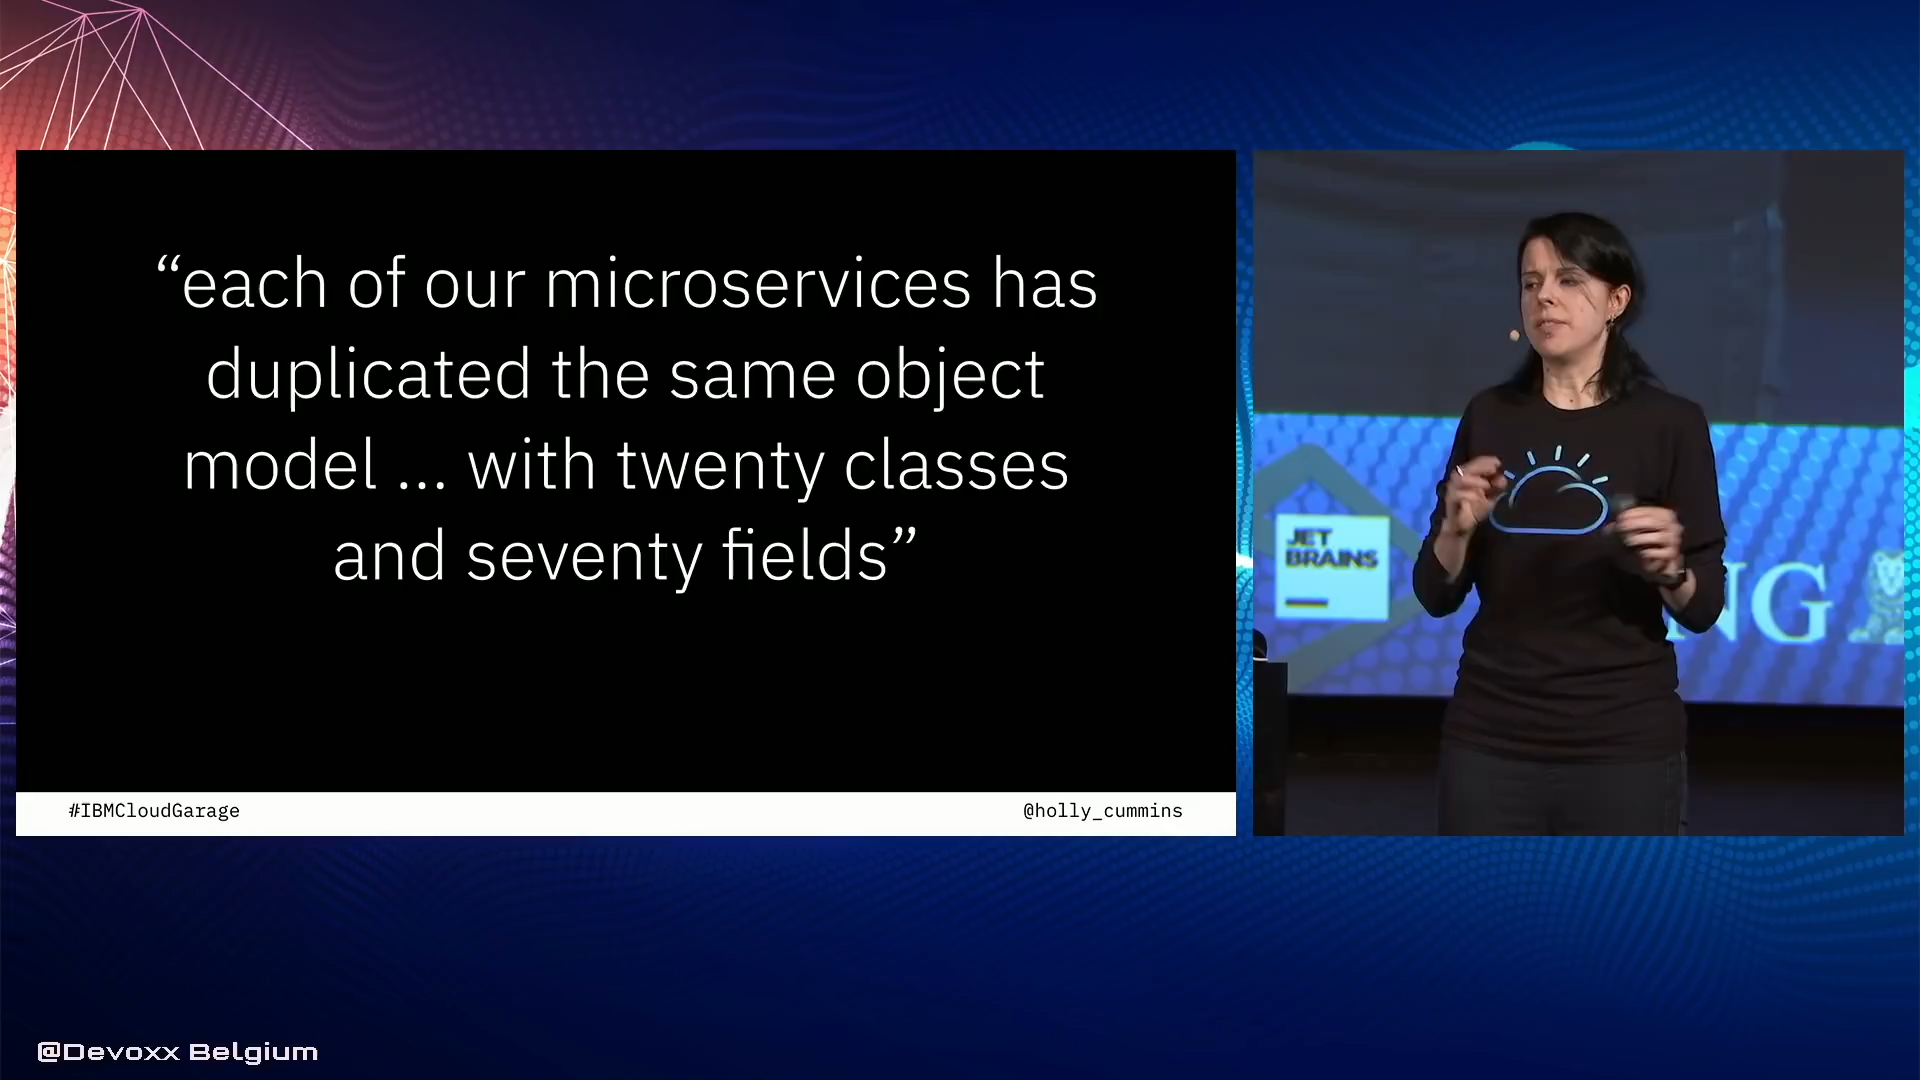 “each of our microservices has
duplicated the same object
model ... with twenty classes
and seventy fields”
#IBMCloudGarage
@holly_cummins
JET
BRAINS
NG
@Devoxx Belgium